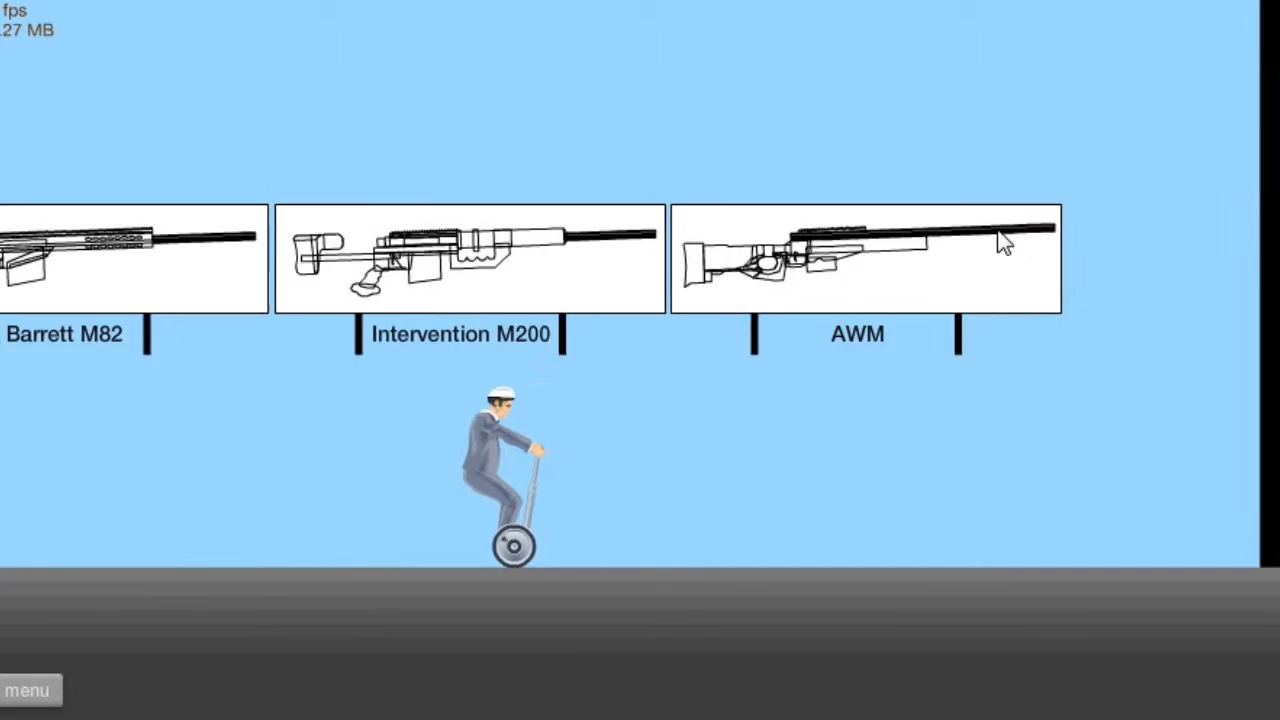 fps
.27 MB
Barrett M82
Intervention M200
AWM
menu